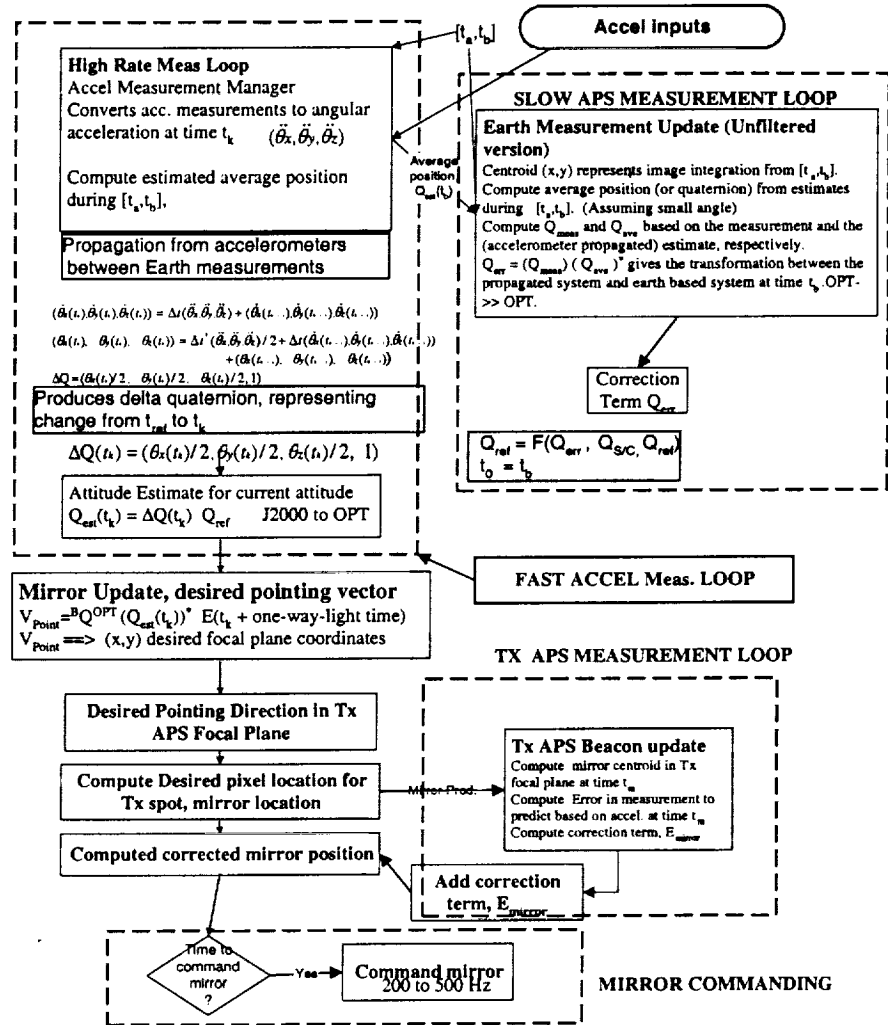 Accel inputs
[t_a,t_b]
High Rate Meas Loop
Accel Measurement Manager
Converts acc. measurements to angular
acceleration at time t_k (θ̈x,θ̈y,θ̈z)
Compute estimated average position
during [t_a,t_b],
Propagation from accelerometers
between Earth measurements
Average
position
Q_est(t_b)
SLOW APS MEASUREMENT LOOP
Earth Measurement Update (Unfiltered
version)
Centroid (x,y) represents image integration from [t_a,t_b].
Compute average position (or quaternion) from estimates
during [t_a,t_b]. (Assuming small angle)
Compute Q_meas and Q_ave based on the measurement and the
(accelerometer propagated) estimate, respectively.
Q_err = (Q_meas) (Q_ave)* gives the transformation between the
propagated system and earth based system at time t_b .OPT-
>> OPT.
Correction
Term Q_err
Q_ref = F(Q_err , Q_S/C, Q_ref)
t_0 = t_b
Produces delta quaternion, representing
change from t_ref to t_k
ΔQ(t_k) = (θx(t_k)/2, θy(t_k)/2, θz(t_k)/2, 1)
Attitude Estimate for current attitude
Q_est(t_k) = ΔQ(t_k) Q_ref J2000 to OPT
FAST ACCEL Meas. LOOP
Mirror Update, desired pointing vector
V_Point=^BQ^OPT (Q_est(t_k))* E(t_k + one-way-light time)
V_Point ==> (x,y) desired focal plane coordinates
TX APS MEASUREMENT LOOP
Desired Pointing Direction in Tx
APS Focal Plane
Compute Desired pixel location for
Tx spot, mirror location
Mirror Pred.
Tx APS Beacon update
Compute mirror centroid in Tx
focal plane at time t_m
Compute Error in measurement to
predict based on accel. at time t_m
Compute correction term, E_mirror
Computed corrected mirror position
Add correction
term, E_mirror
Time to
command
mirror
?
Yes
Command mirror
200 to 500 Hz
MIRROR COMMANDING